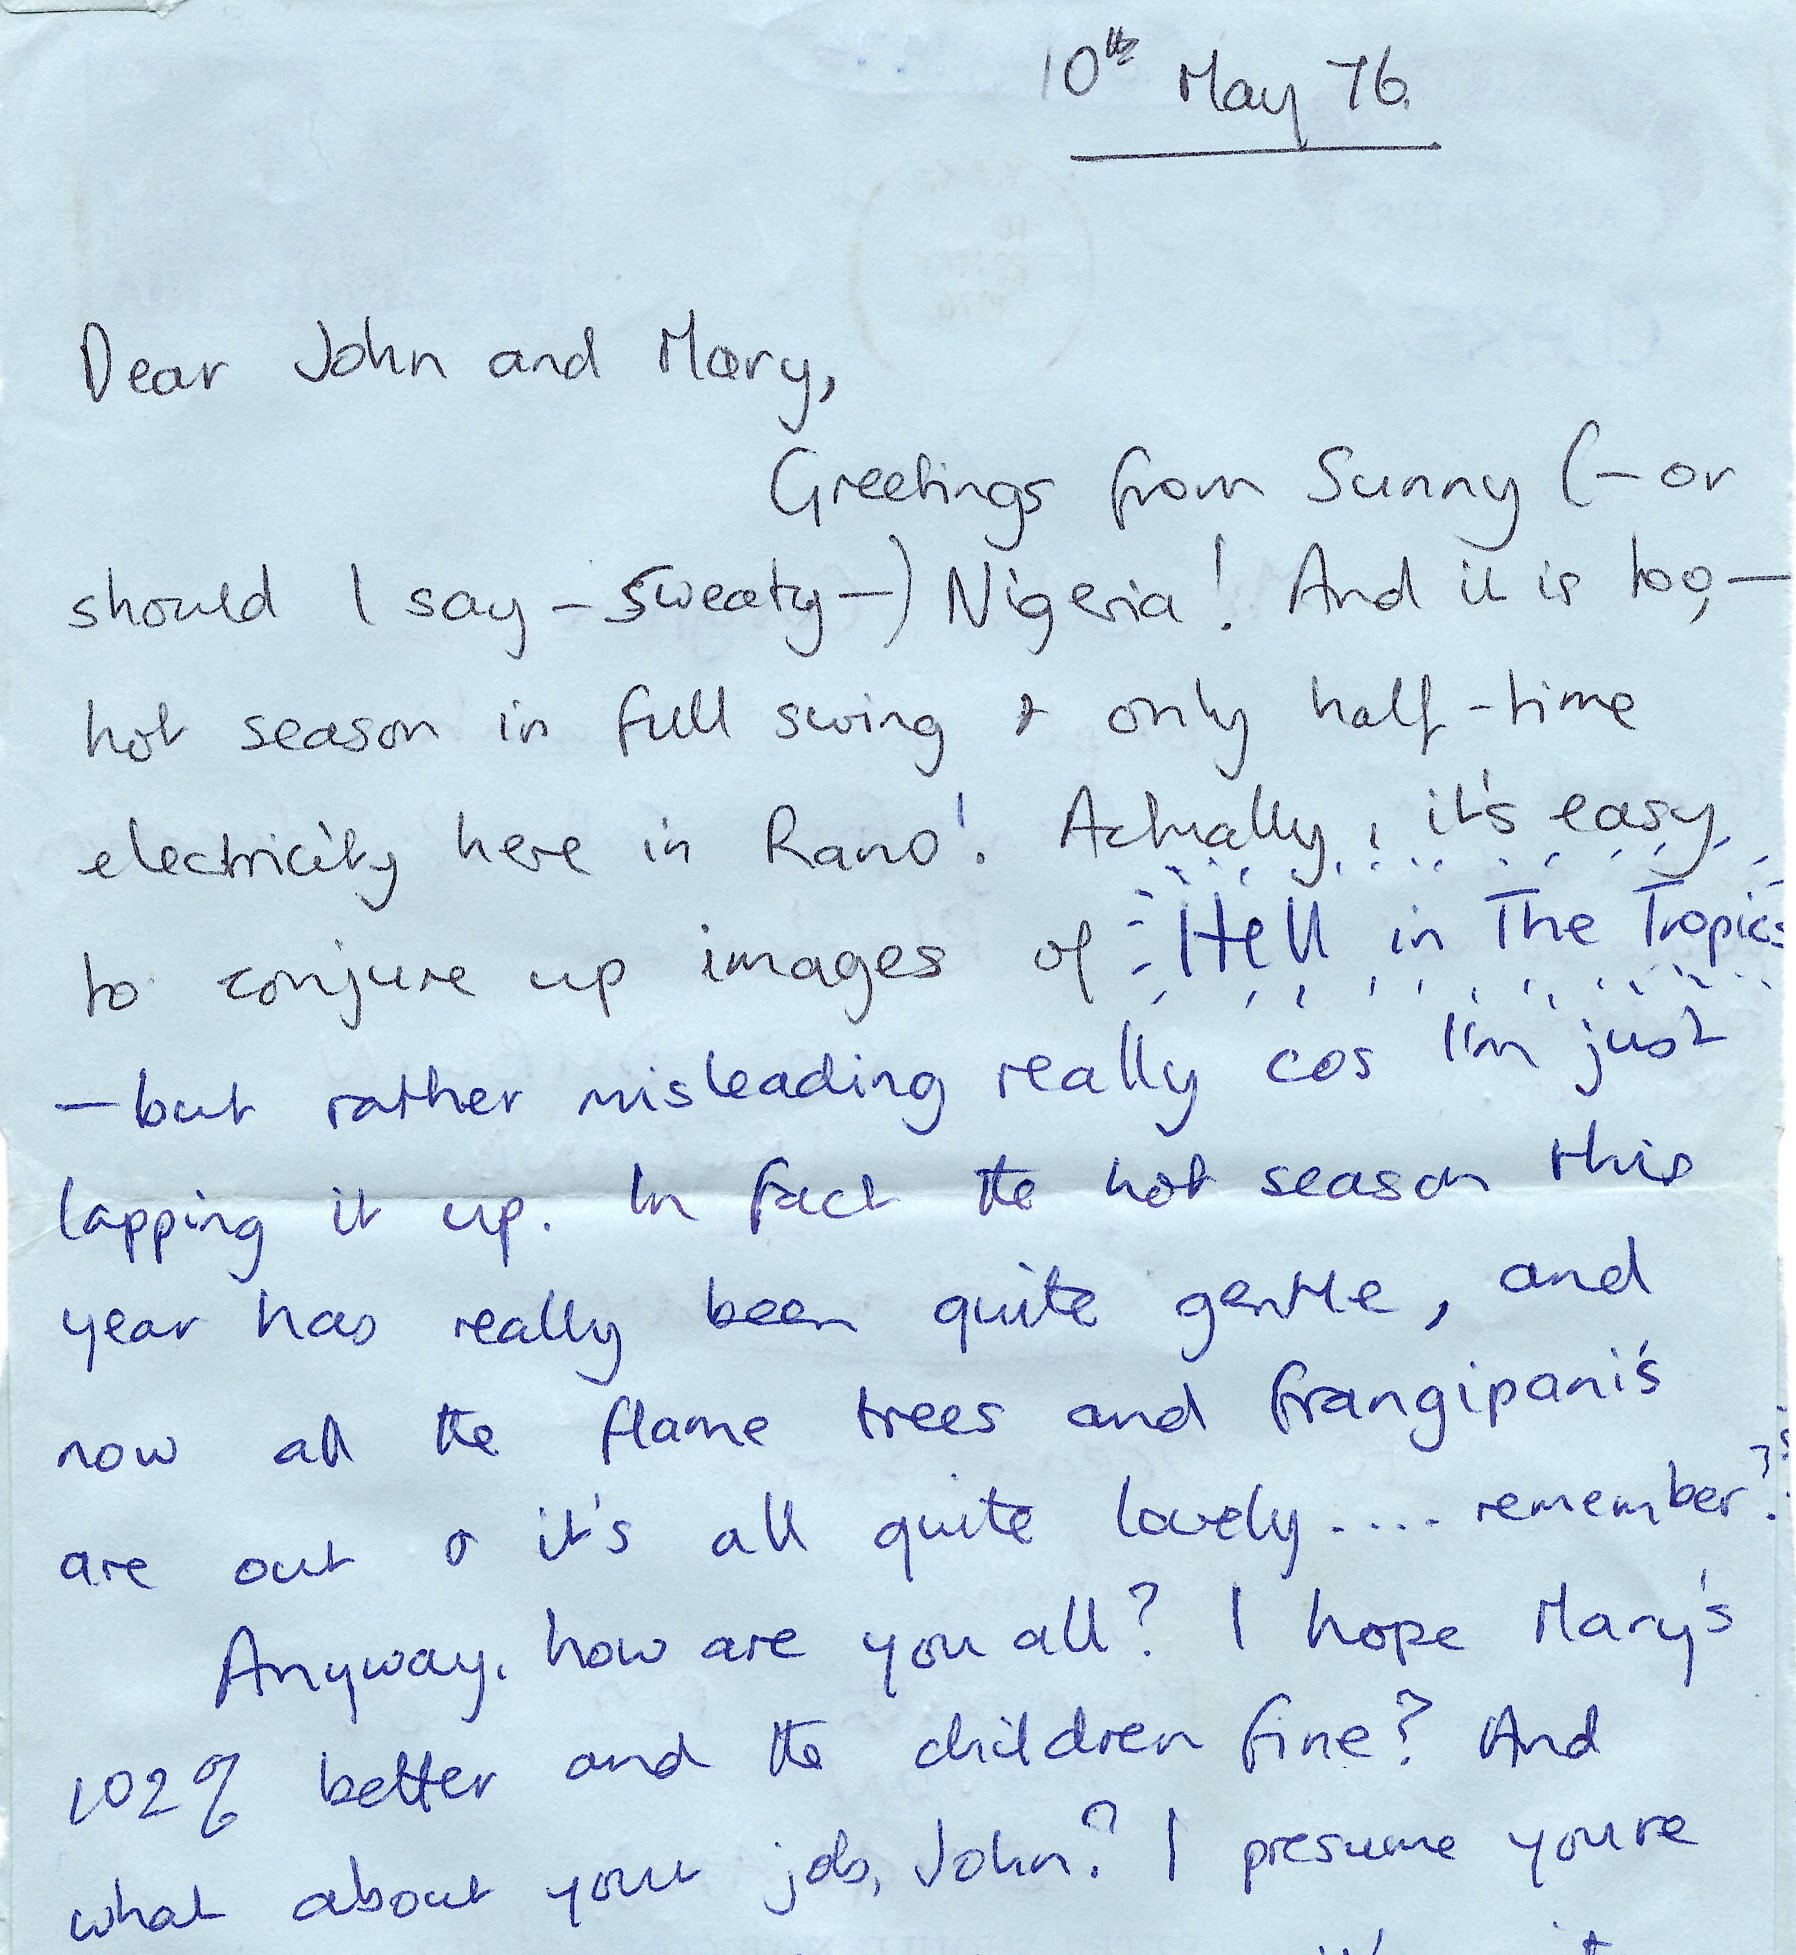 10th May 76.
Dear John and Mary,
Greetings from Sunny (– or
should I say – sweaty –) Nigeria! And it is too, –
hot season in full swing & only half-time
electricity here in Rano! Actually, it's easy
to conjure up images of Hell in The Tropics
– but rather misleading really cos I'm just
lapping it up. In fact the hot season this
year has really been quite gentle, and
now all the flame trees and frangipani's
are out & it's all quite lovely.... remember?
Anyway, how are you all? I hope Mary's
102% better and the children fine? And
what about your job, John? I presume you're